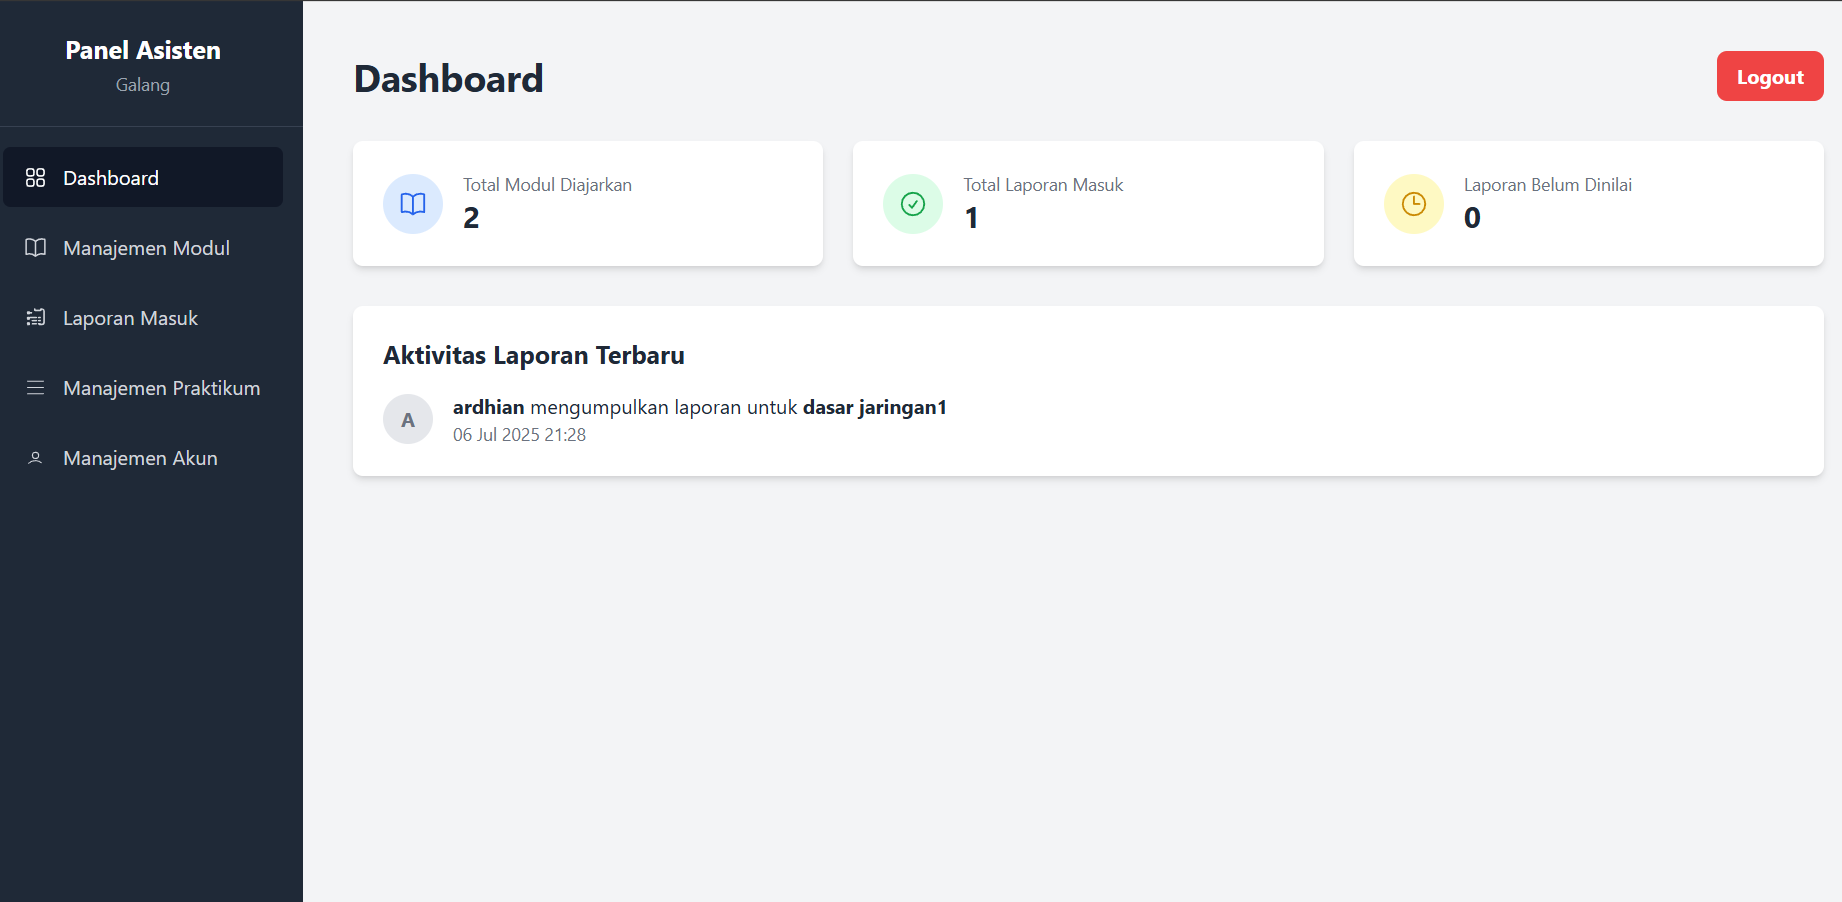 Panel Asisten
Galang
Dashboard
Manajemen Modul
Laporan Masuk
Manajemen Praktikum
Manajemen Akun
Dashboard
Logout
Total Modul Diajarkan
2
Total Laporan Masuk
1
Laporan Belum Dinilai
0
Aktivitas Laporan Terbaru
A
ardhian mengumpulkan laporan untuk dasar jaringan1
06 Jul 2025 21:28